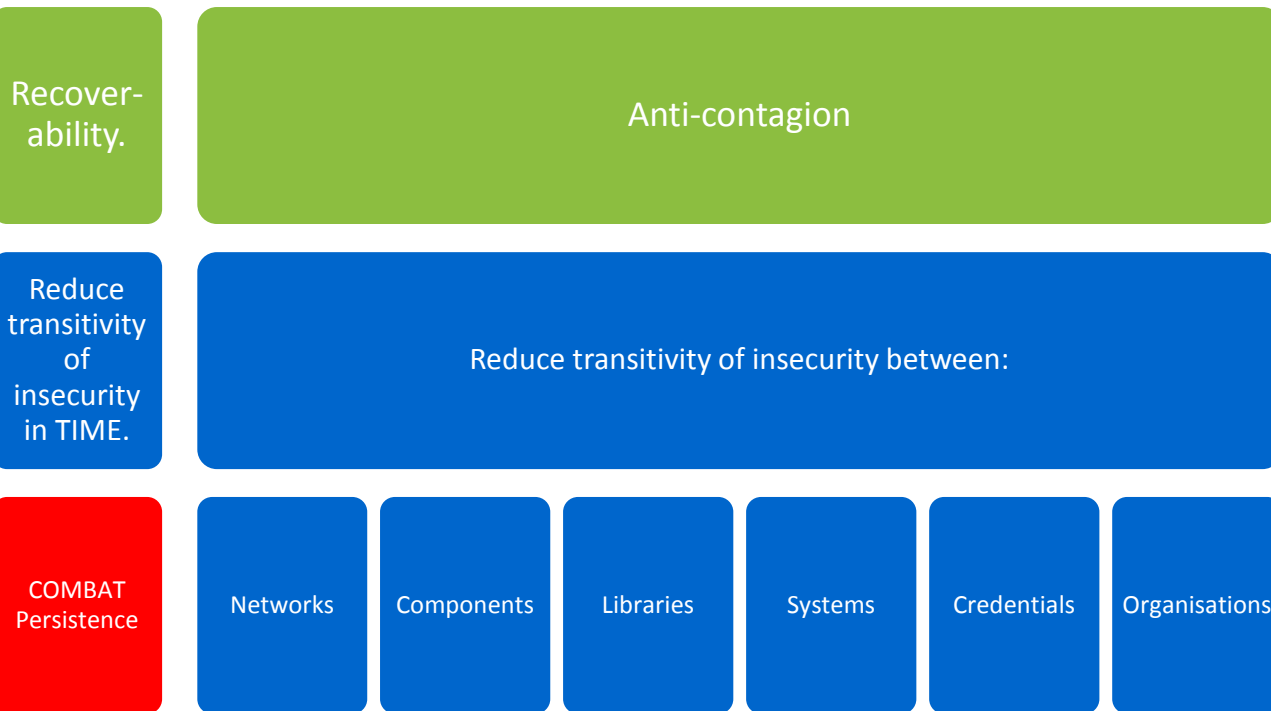 Recover-
ability.
Anti-contagion
Reduce
transitivity
of
insecurity
in TIME.
Reduce transitivity of insecurity between:
COMBAT
Persistence
Networks
Components
Libraries
Systems
Credentials
Organisations